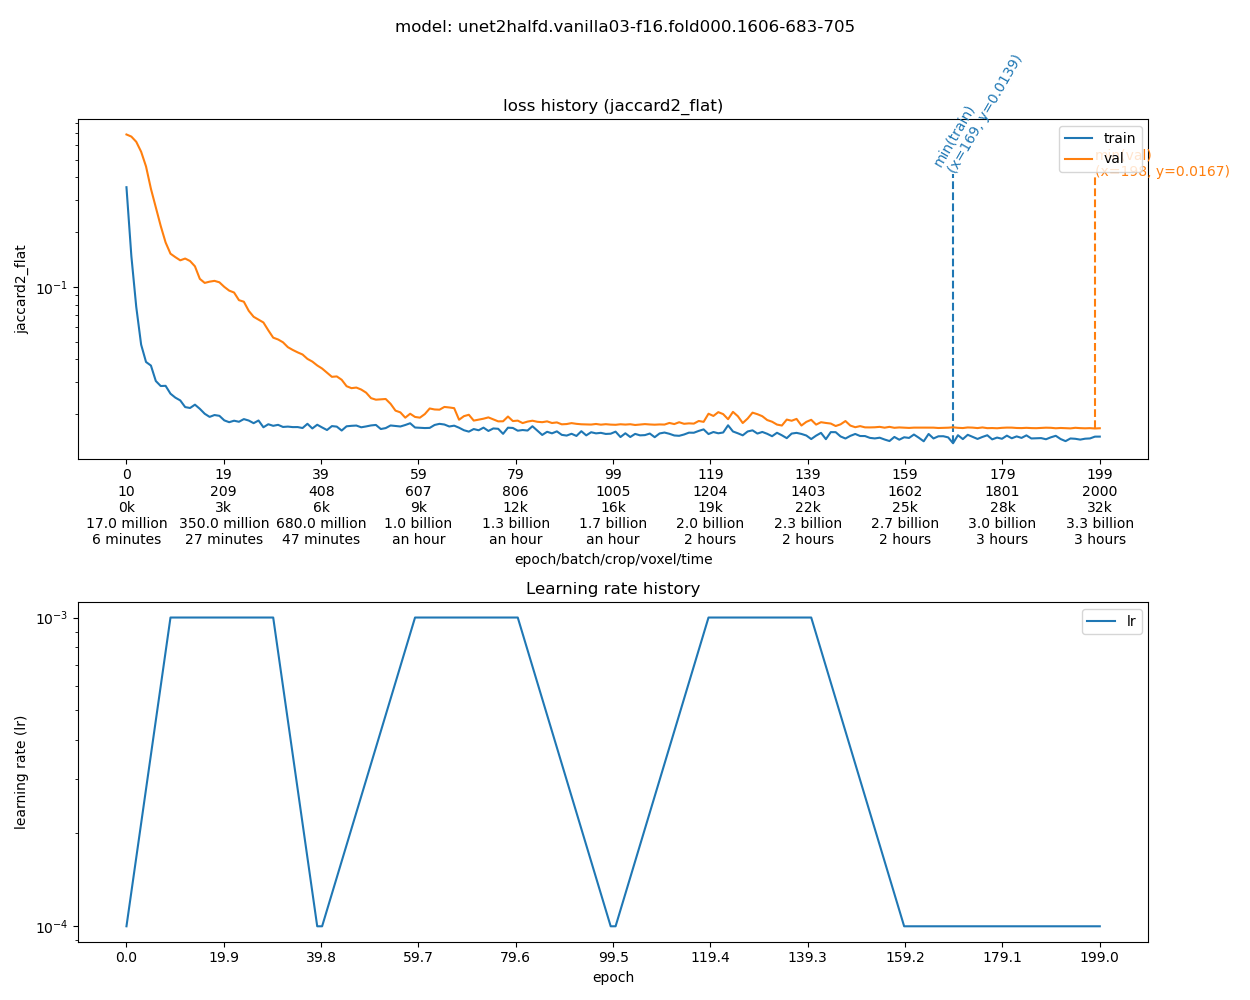 model: unet2halfd.vanilla03-f16.fold000.1606-683-705
loss history (jaccard2_flat)
min(train)
(x=169, y=0.0139)
train
val
min(val)
(x=198, y=0.0167)
jaccard2_flat
10⁻¹
0 19 39 59 79 99 119 139 159 179 199
10 209 408 607 806 1005 1204 1403 1602 1801 2000
0k 3k 6k 9k 12k 16k 19k 22k 25k 28k 32k
17.0 million 350.0 million 680.0 million 1.0 billion 1.3 billion 1.7 billion 2.0 billion 2.3 billion 2.7 billion 3.0 billion 3.3 billion
6 minutes 27 minutes 47 minutes an hour an hour an hour 2 hours 2 hours 2 hours 3 hours 3 hours
epoch/batch/crop/voxel/time
Learning rate history
lr
learning rate (lr)
10⁻³
10⁻⁴
0.0 19.9 39.8 59.7 79.6 99.5 119.4 139.3 159.2 179.1 199.0
epoch